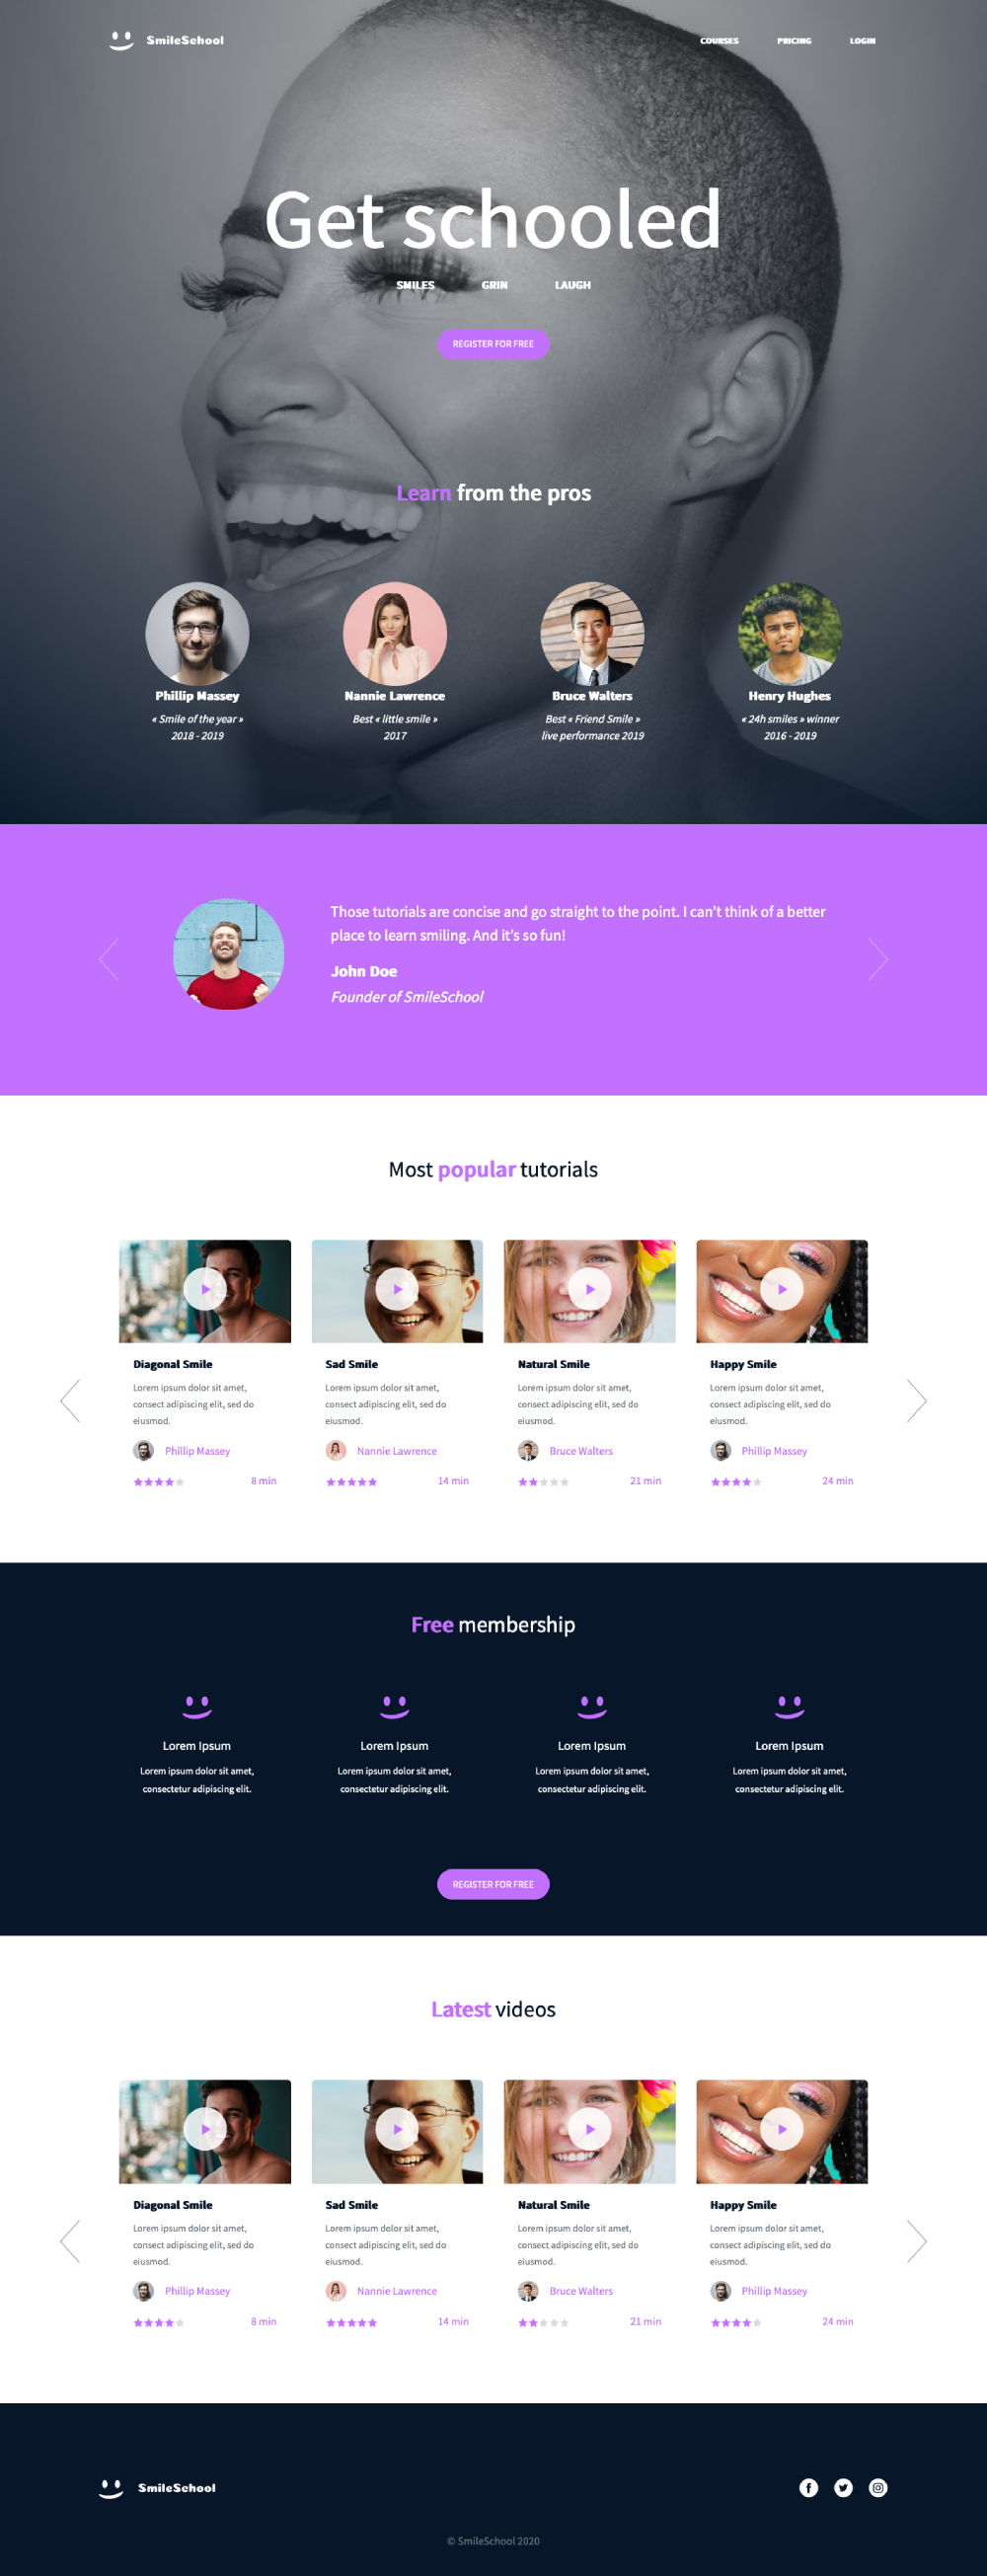 SmileSchool
COURSES PRICING LOGIN
Get schooled
SMILES GRIN LAUGH
REGISTER FOR FREE
Learn from the pros
Phillip Massey
« Smile of the year »
2018 - 2019
Nannie Lawrence
Best « little smile »
2017
Bruce Walters
Best « Friend Smile »
live performance 2019
Henry Hughes
« 24h smiles » winner
2016 - 2019
Those tutorials are concise and go straight to the point. I can't think of a better
place to learn smiling. And it's so fun!
John Doe
Founder of SmileSchool
Most popular tutorials
Diagonal Smile
Lorem ipsum dolor sit amet,
consect adipiscing elit, sed do
eiusmod.
Phillip Massey
8 min
Sad Smile
Lorem ipsum dolor sit amet,
consect adipiscing elit, sed do
eiusmod.
Nannie Lawrence
14 min
Natural Smile
Lorem ipsum dolor sit amet,
consect adipiscing elit, sed do
eiusmod.
Bruce Walters
21 min
Happy Smile
Lorem ipsum dolor sit amet,
consect adipiscing elit, sed do
eiusmod.
Phillip Massey
24 min
Free membership
Lorem Ipsum
Lorem ipsum dolor sit amet,
consectetur adipiscing elit.
Lorem Ipsum
Lorem ipsum dolor sit amet,
consectetur adipiscing elit.
Lorem Ipsum
Lorem ipsum dolor sit amet,
consectetur adipiscing elit.
Lorem Ipsum
Lorem ipsum dolor sit amet,
consectetur adipiscing elit.
REGISTER FOR FREE
Latest videos
Diagonal Smile
Lorem ipsum dolor sit amet,
consect adipiscing elit, sed do
eiusmod.
Phillip Massey
8 min
Sad Smile
Lorem ipsum dolor sit amet,
consect adipiscing elit, sed do
eiusmod.
Nannie Lawrence
14 min
Natural Smile
Lorem ipsum dolor sit amet,
consect adipiscing elit, sed do
eiusmod.
Bruce Walters
21 min
Happy Smile
Lorem ipsum dolor sit amet,
consect adipiscing elit, sed do
eiusmod.
Phillip Massey
24 min
SmileSchool
© SmileSchool 2020